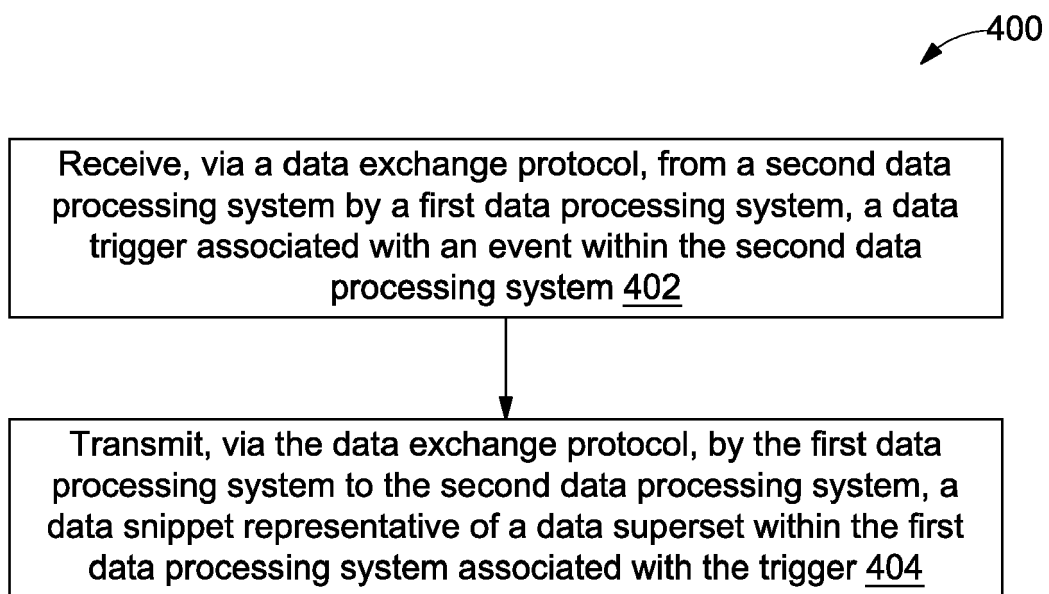 400
Receive, via a data exchange protocol, from a second data
processing system by a first data processing system, a data
trigger associated with an event within the second data
processing system 402
Transmit, via the data exchange protocol, by the first data
processing system to the second data processing system, a
data snippet representative of a data superset within the first
data processing system associated with the trigger 404